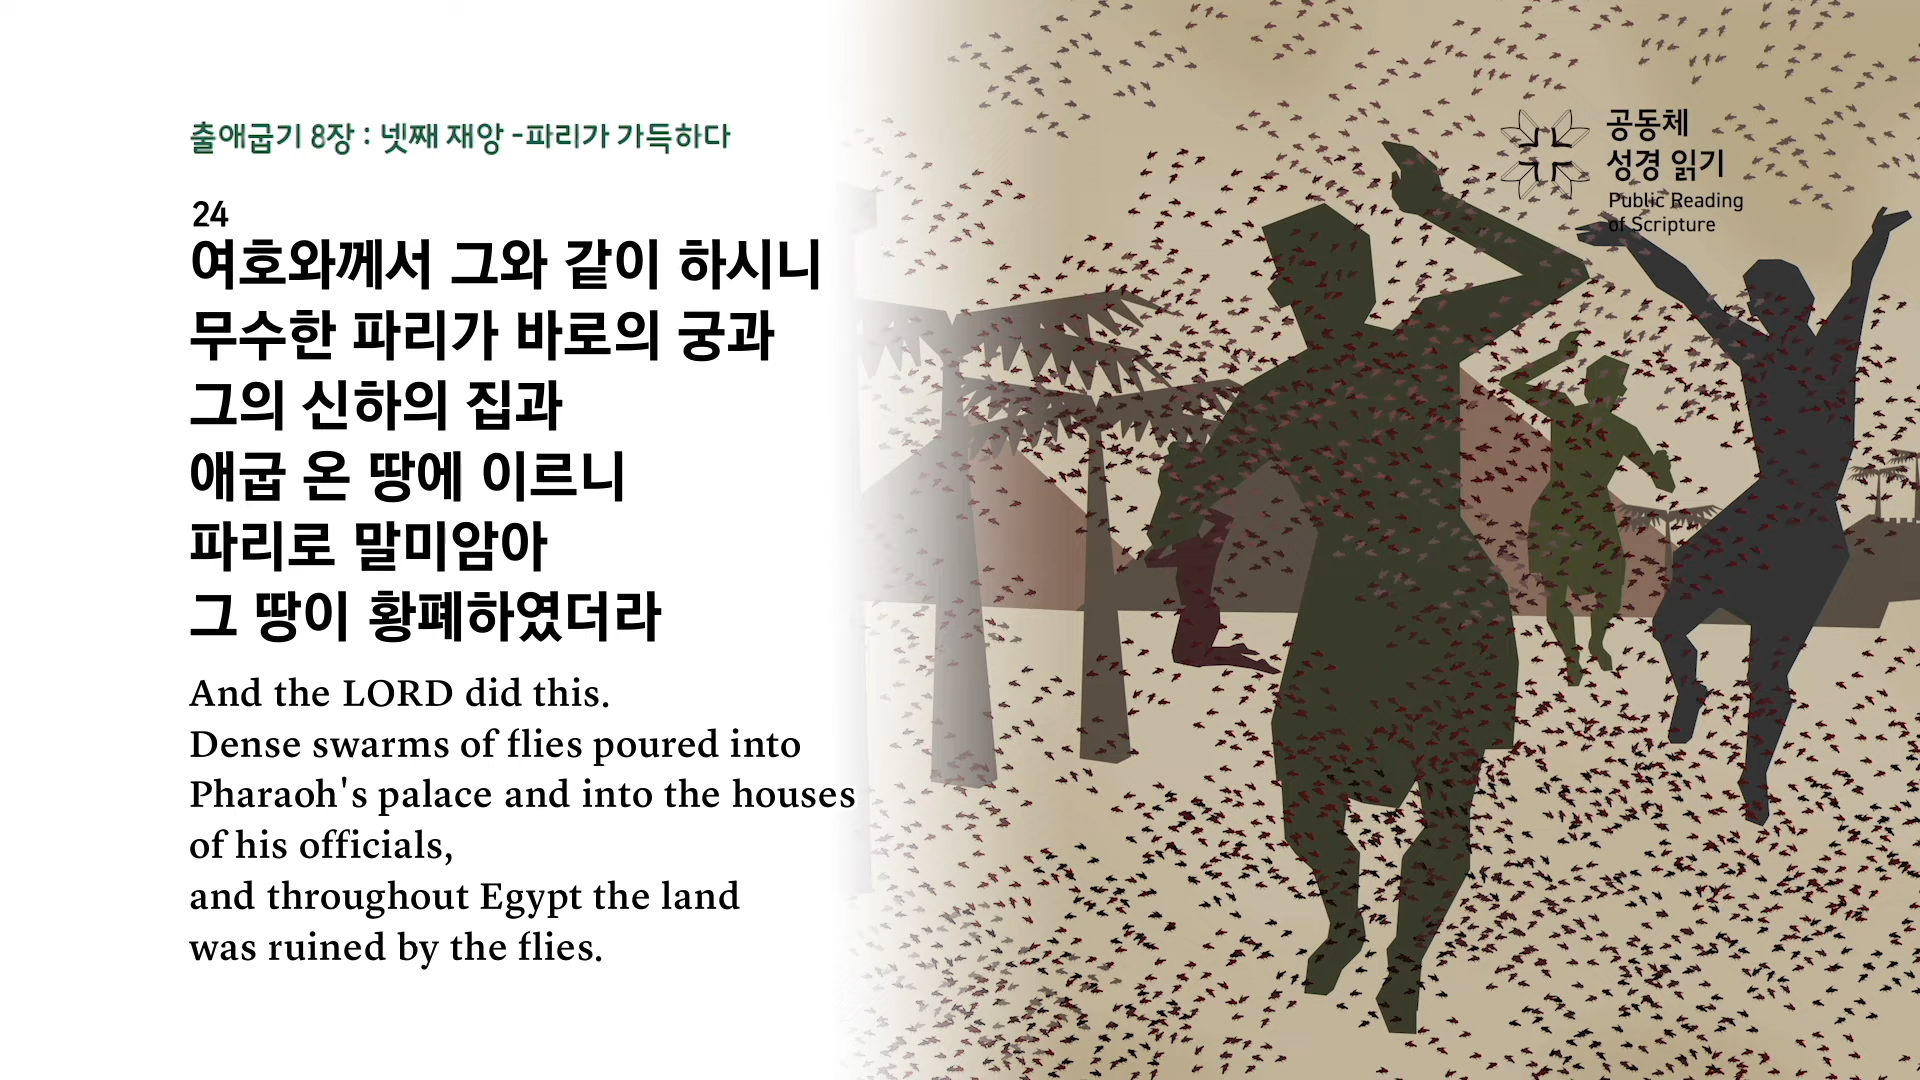 출애굽기 8장 : 넷째 재앙 -파리가 가득하다
24
여호와께서 그와 같이 하시니
무수한 파리가 바로의 궁과
그의 신하의 집과
애굽 온 땅에 이르니
파리로 말미암아
그 땅이 황폐하였더라
And the LORD did this.
Dense swarms of flies poured into
Pharaoh's palace and into the houses
of his officials,
and throughout Egypt the land
was ruined by the flies.
공동체
성경 읽기
Public Reading
of Scripture